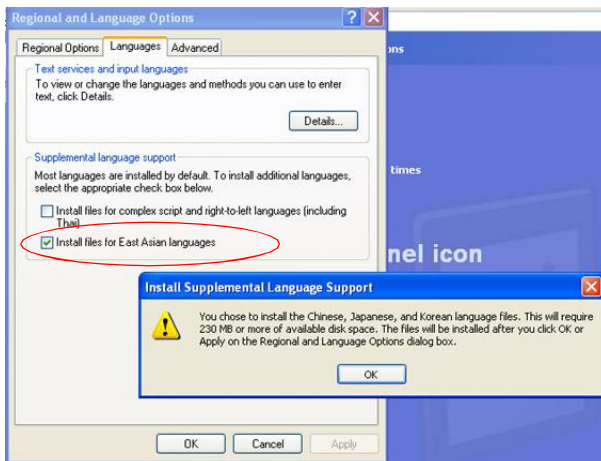 Regional and Language Options
Regional Options Languages Advanced
Text services and input languages
To view or change the languages and methods you can use to enter
text, click Details.
Details...
Supplemental language support
Most languages are installed by default. To install additional languages,
select the appropriate check box below.
Install files for complex script and right-to-left languages (including
Thai)
Install files for East Asian languages
ons
times
nel icon
Install Supplemental Language Support
You chose to install the Chinese, Japanese, and Korean language files. This will require
230 MB or more of available disk space. The files will be installed after you click OK or
Apply on the Regional and Language Options dialog box.
OK
OK Cancel Apply